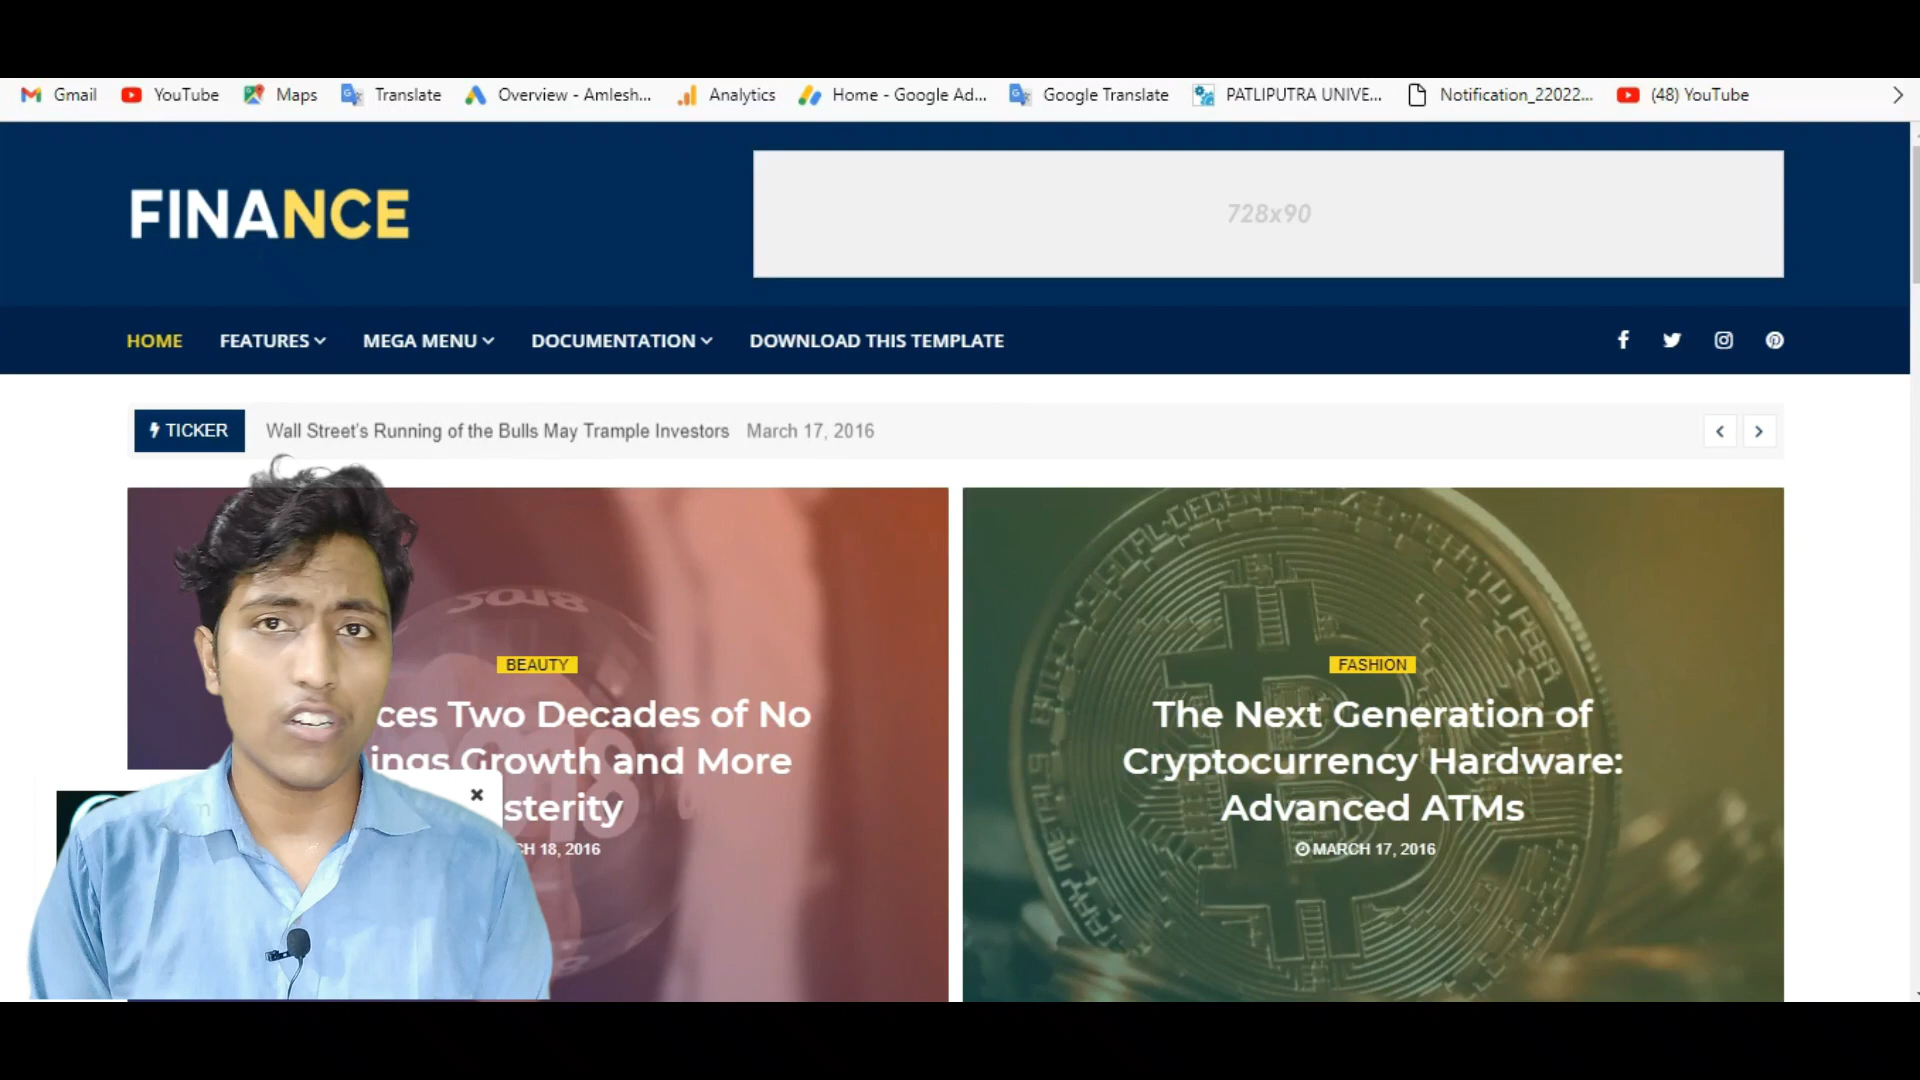 Gmail YouTube Maps Translate Overview - Amlesh... Analytics Home - Google Ad... Google Translate PATLIPUTRA UNIVE... Notification_22022... (48) YouTube
FINANCE
728x90
HOME FEATURES MEGA MENU DOCUMENTATION DOWNLOAD THIS TEMPLATE
TICKER Wall Street's Running of the Bulls May Trample Investors March 17, 2016
BEAUTY
Two Decades of No
Growth and More
18, 2016
FASHION
The Next Generation of
Cryptocurrency Hardware:
Advanced ATMs
MARCH 17, 2016